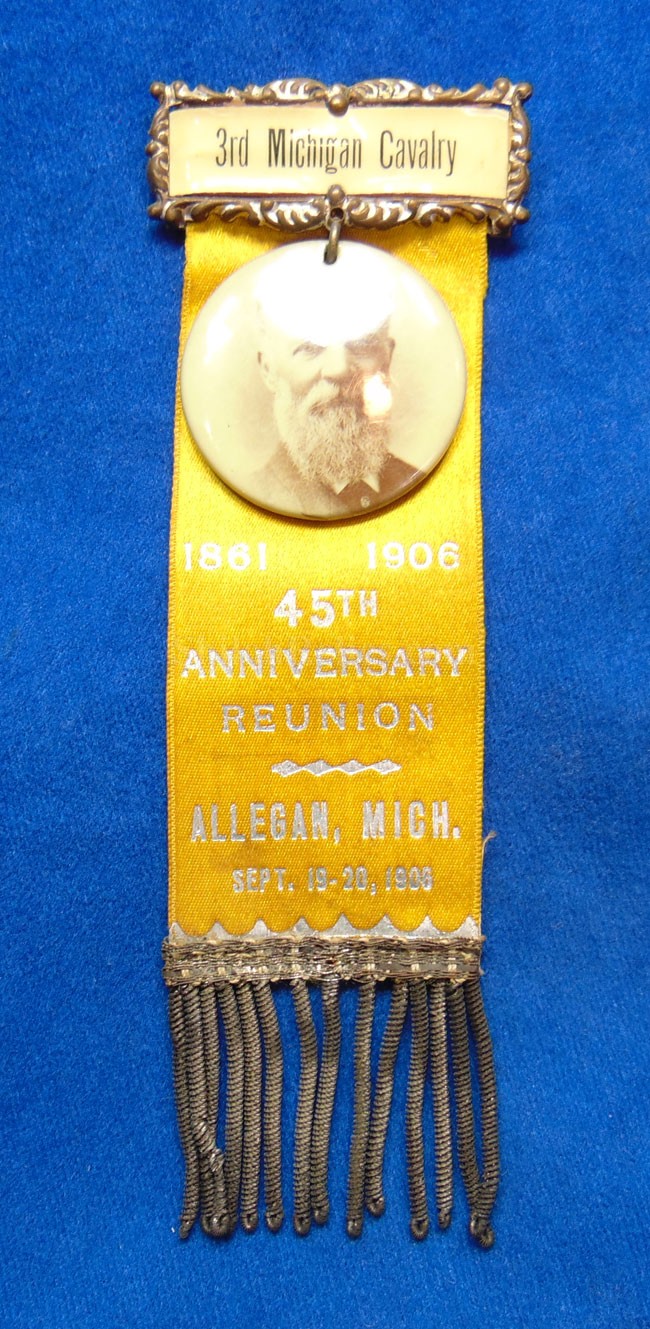 3rd Michigan Cavalry
1861 1906
45TH
ANNIVERSARY
REUNION
ALLEGAN, MICH.
SEPT. 19-20, 1906